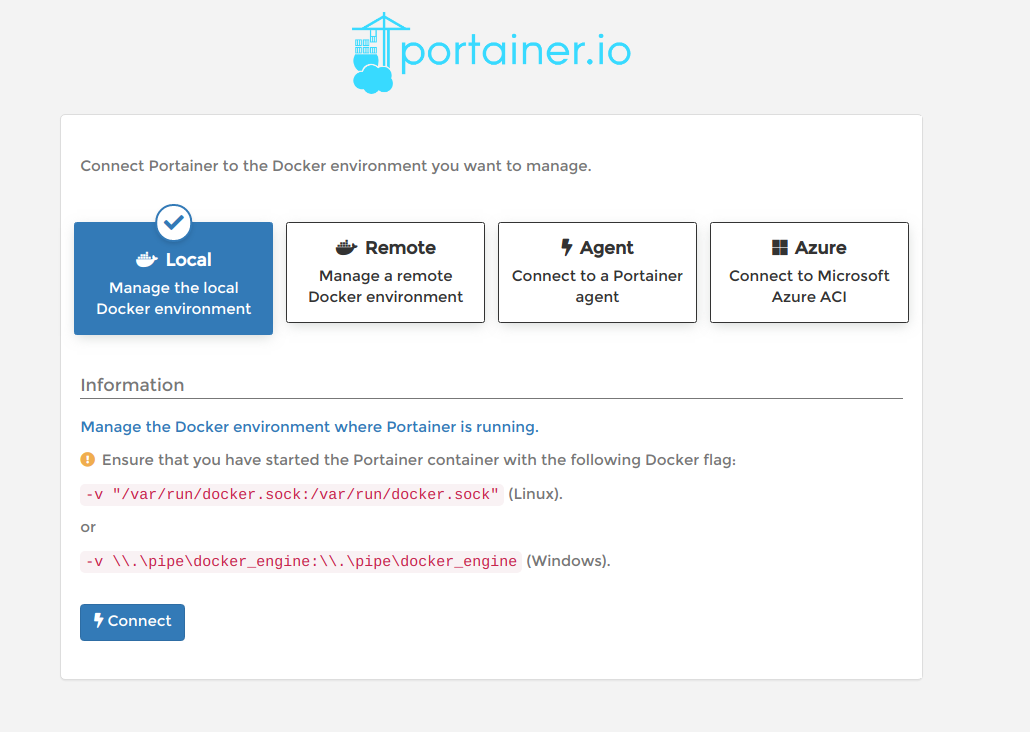 portainer.io
Connect Portainer to the Docker environment you want to manage.
Local
Manage the local
Docker environment
Remote
Manage a remote
Docker environment
Agent
Connect to a Portainer
agent
Azure
Connect to Microsoft
Azure ACI
Information
Manage the Docker environment where Portainer is running.
Ensure that you have started the Portainer container with the following Docker flag:
-v "/var/run/docker.sock:/var/run/docker.sock" (Linux).
or
-v \\.\pipe\docker_engine:\\.\pipe\docker_engine (Windows).
Connect